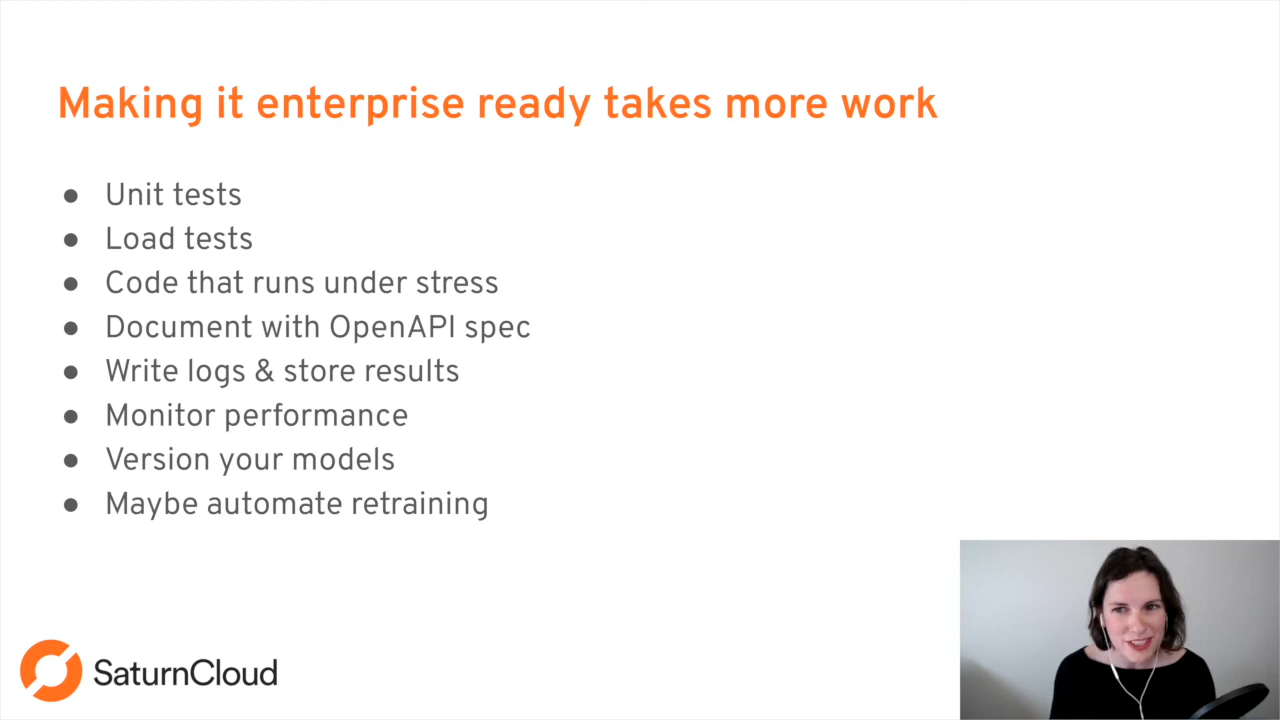 Making it enterprise ready takes more work
● Unit tests
● Load tests
● Code that runs under stress
● Document with OpenAPI spec
● Write logs & store results
● Monitor performance
● Version your models
● Maybe automate retraining
SaturnCloud